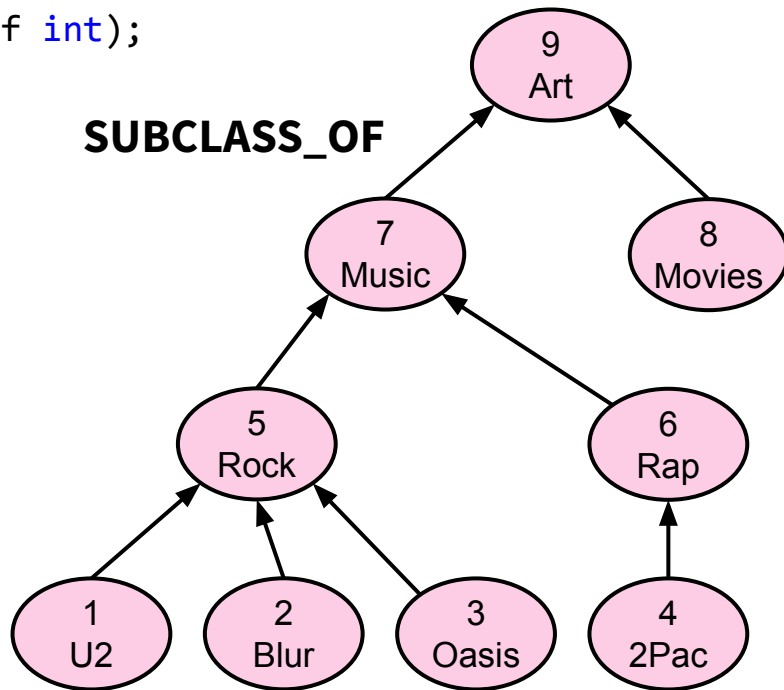 f int);
9
Art
SUBCLASS_OF
7
Music
8
Movies
5
Rock
6
Rap
1
U2
2
Blur
3
Oasis
4
2Pac